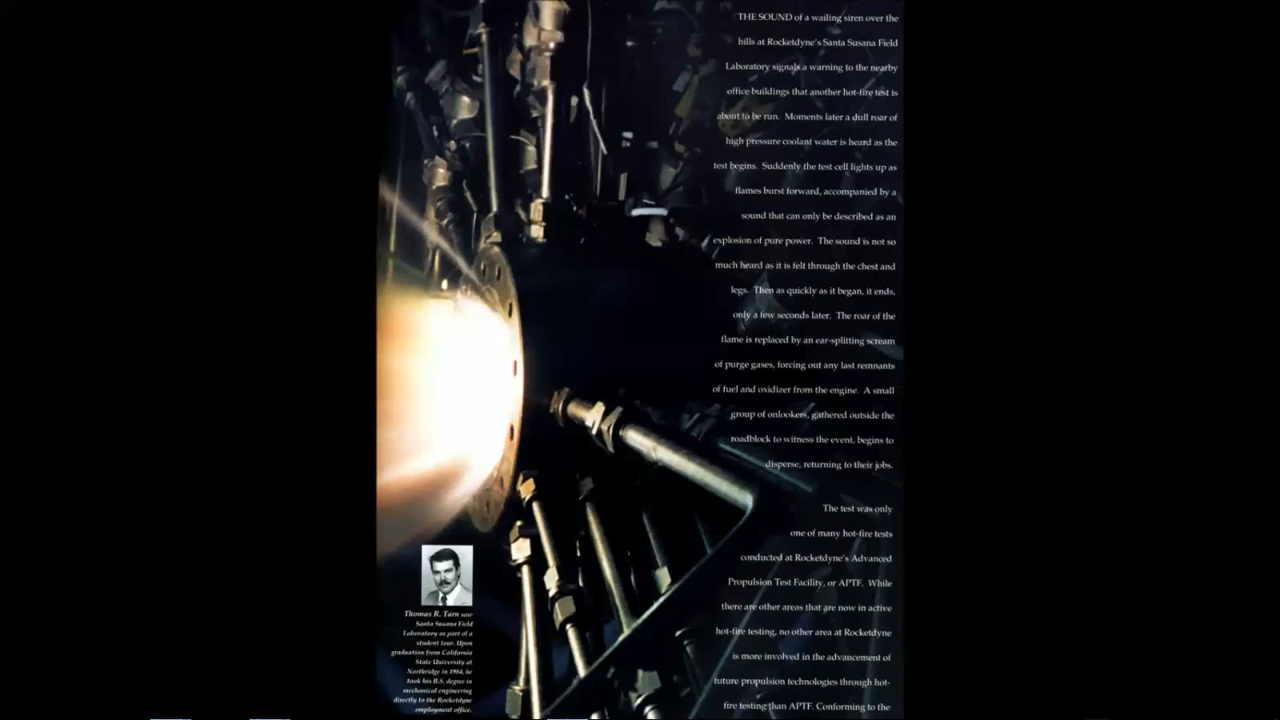 THE SOUND of a wailing siren over the
hills at Rocketdyne's Santa Susana Field
Laboratory signals a warning to the nearby
office buildings that another hot-fire test is
about to be run. Moments later a dull roar of
high pressure coolant water is heard as the
test begins. Suddenly the test cell lights up as
flames burst forward, accompanied by a
sound that can only be described as an
explosion of pure power. The sound is not so
much heard as it is felt through the chest and
legs. Then as quickly as it began, it ends,
only a few seconds later. The roar of the
flame is replaced by an ear-splitting scream
of purge gases, forcing out any last remnants
of fuel and oxidizer from the engine. A small
group of onlookers, gathered outside the
roadblock to witness the event, begins to
disperse, returning to their jobs.
The test was only
one of many hot-fire tests
conducted at Rocketdyne's Advanced
Propulsion Test Facility, or APTF. While
there are other areas that are now in active
hot-fire testing, no other area at Rocketdyne
is more involved in the advancement of
future propulsion technologies through hot-
fire testing than APTF. Conforming to the
Thomas R. Tarn saw
Santa Susana Field
Laboratory as part of a
student tour. Upon
graduation from California
State University at
Northridge in 1984, he
took his B.S. degree in
mechanical engineering
directly to the Rocketdyne
employment office.